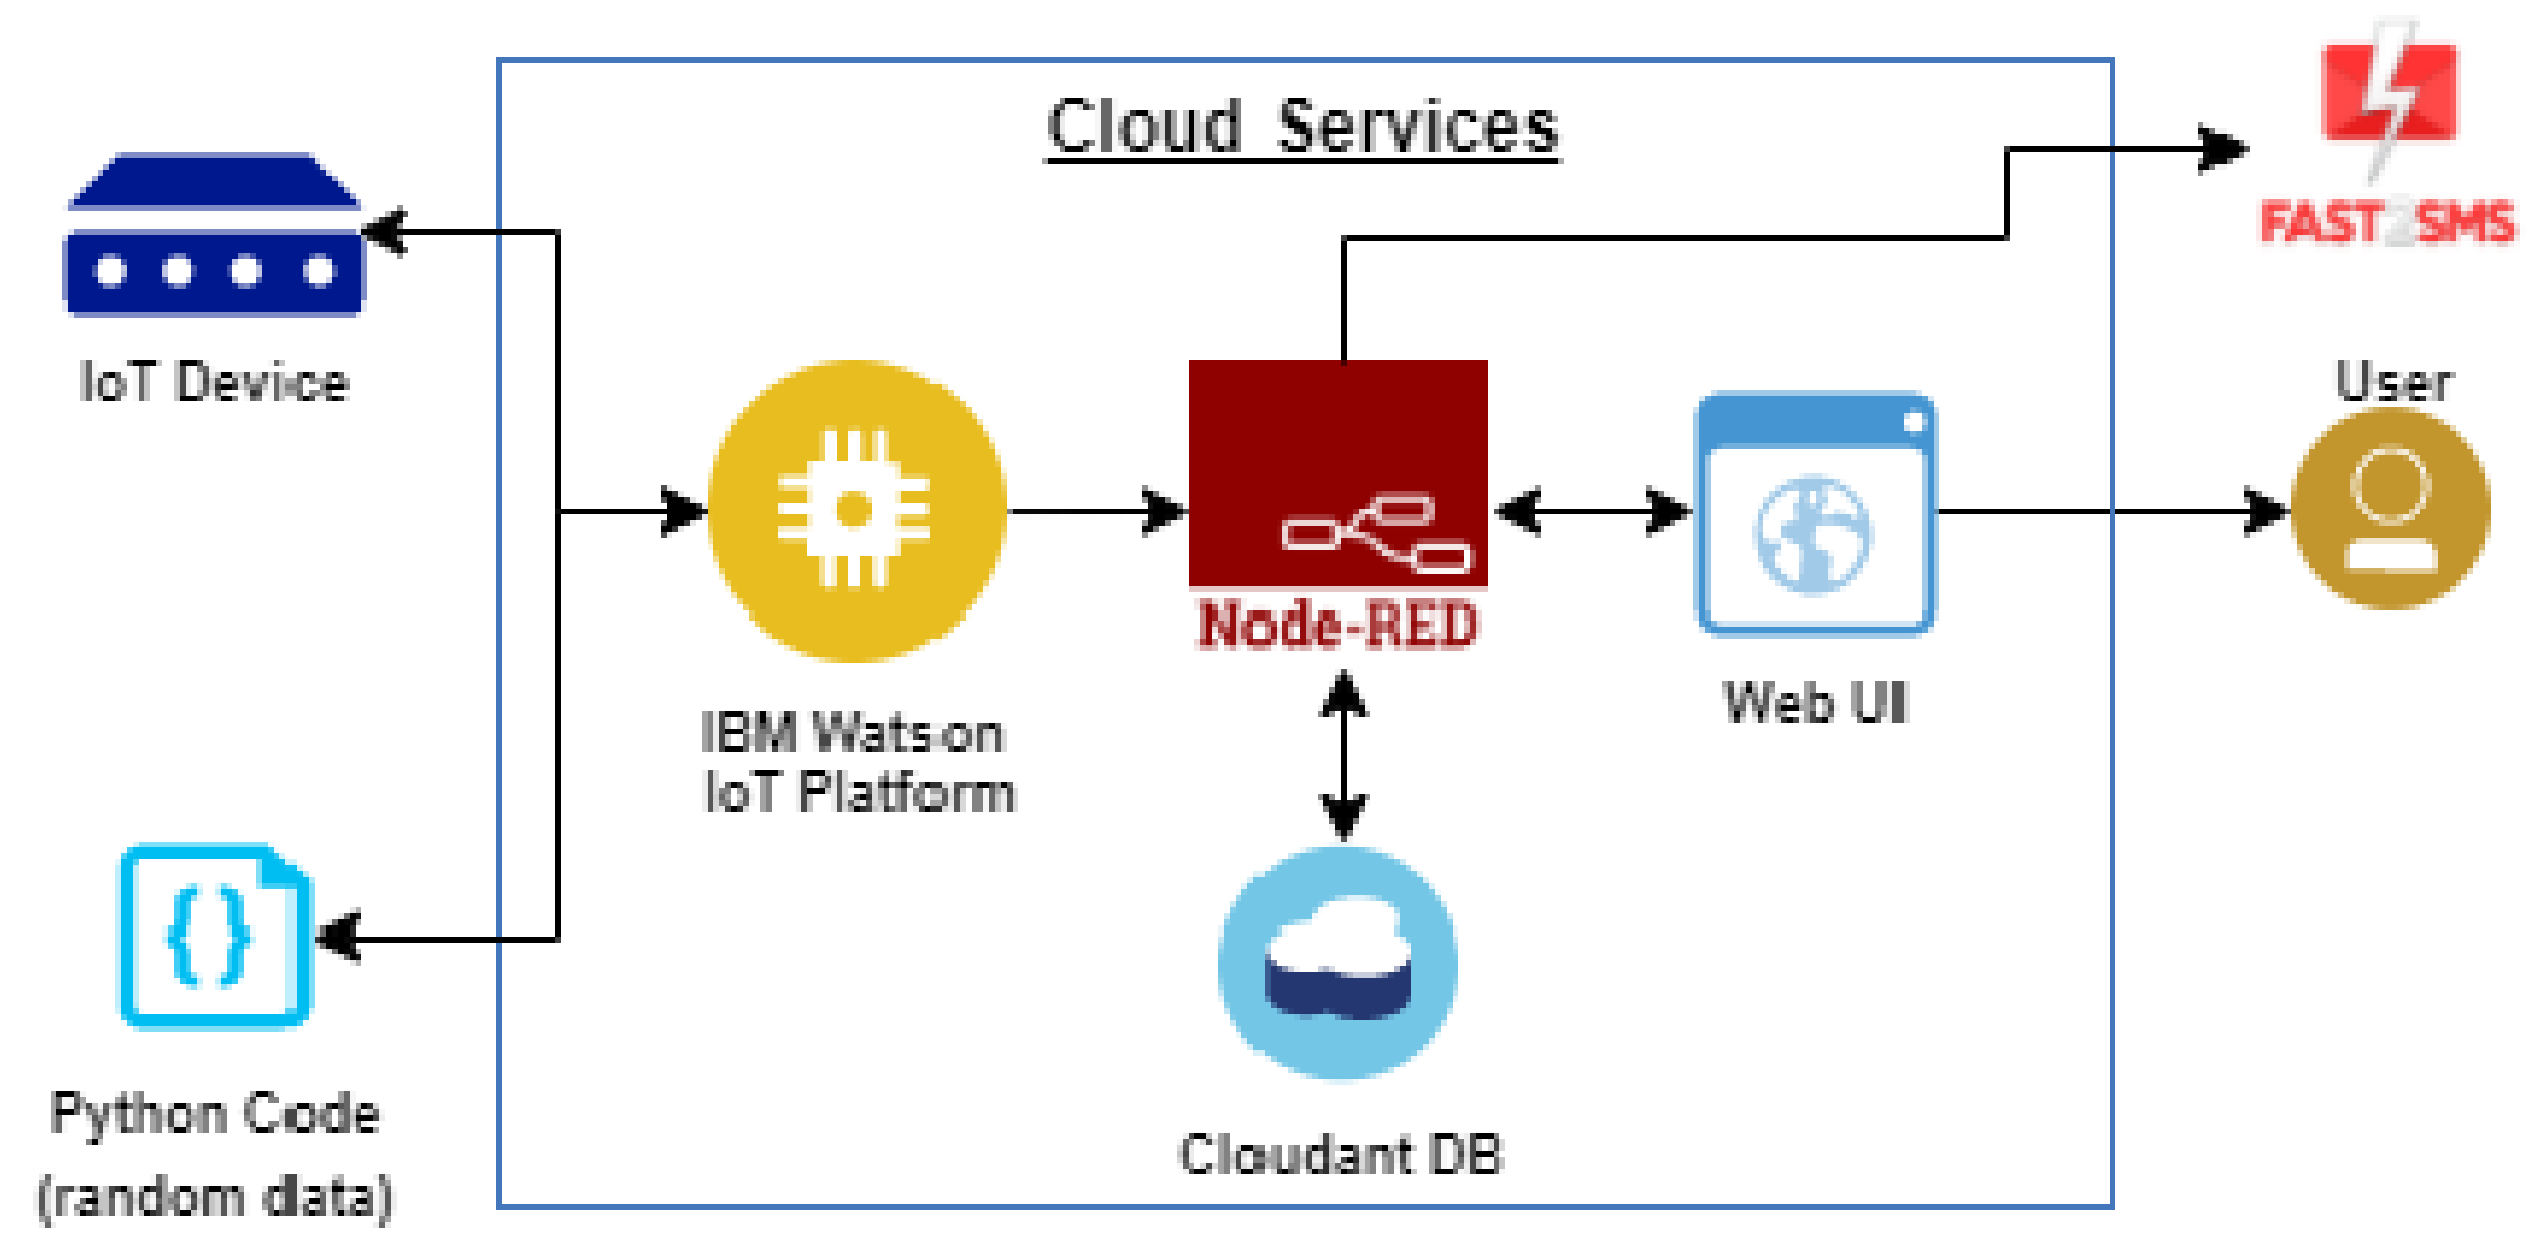 Cloud Services
FAST2SMS
IoT Device
User
Node-RED
Web UI
IBM Watson
IoT Platform
Python Code
(random data)
Cloudant DB